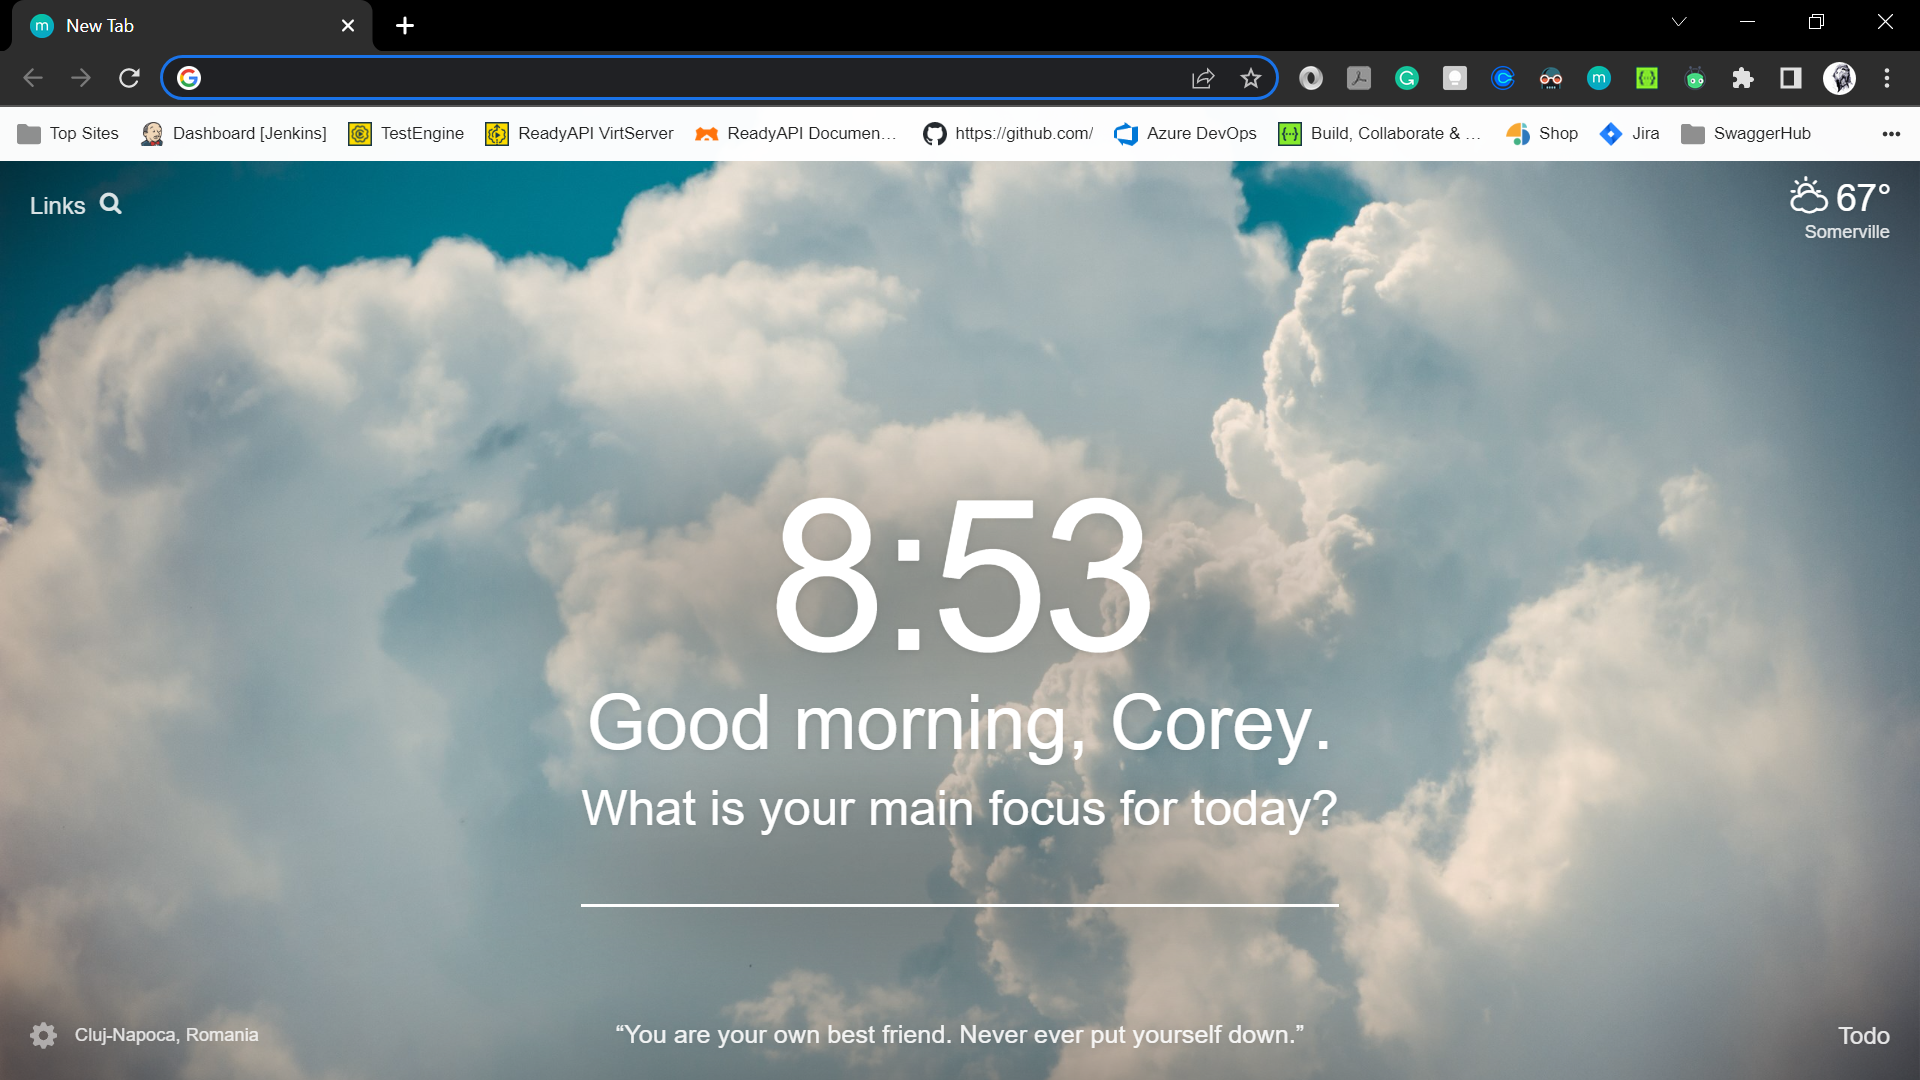 New Tab
Top Sites
Dashboard [Jenkins]
TestEngine
ReadyAPI VirtServer
ReadyAPI Documen...
https://github.com/
Azure DevOps
Build, Collaborate & ...
Shop
Jira
SwaggerHub
Links
67°
Somerville
8:53
Good morning, Corey.
What is your main focus for today?
Cluj-Napoca, Romania
“You are your own best friend. Never ever put yourself down.”
Todo